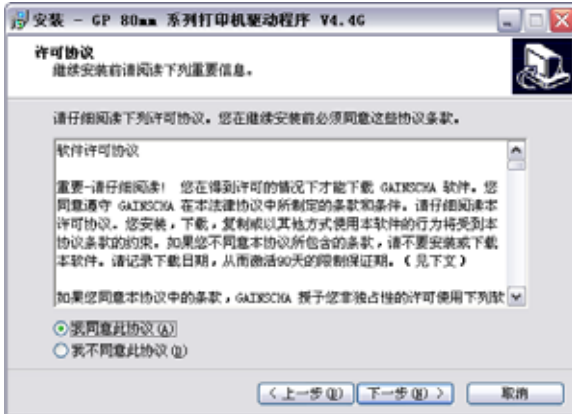 安装 - GP 80mm 系列打印机驱动程序 V4.4G
许可协议
继续安装前请阅读下列重要信息。
请仔细阅读下列许可协议。您在继续安装前必须同意这些协议条款。
软件许可协议
重要-请仔细阅读! 您在得到许可的情况下才能下载 GAINSCHA 软件。您
同意遵守 GAINSCHA 在本法律协议中所制定的条款和条件。请仔细阅读本
许可协议。您安装，下载，复制或以其他方式使用本软件的行为将受到本
协议条款的约束。如果您不同意本协议所包含的条款，请不要安装或下载
本软件。请记录下载日期，从而激活90天的限制保证期。(见下文)
如果您同意本协议中的条款，GAINSCHA 授予您非独占性的许可使用下列软
我同意此协议(A)
我不同意此协议(D)
< 上一步(B) 下一步(N) > 取消